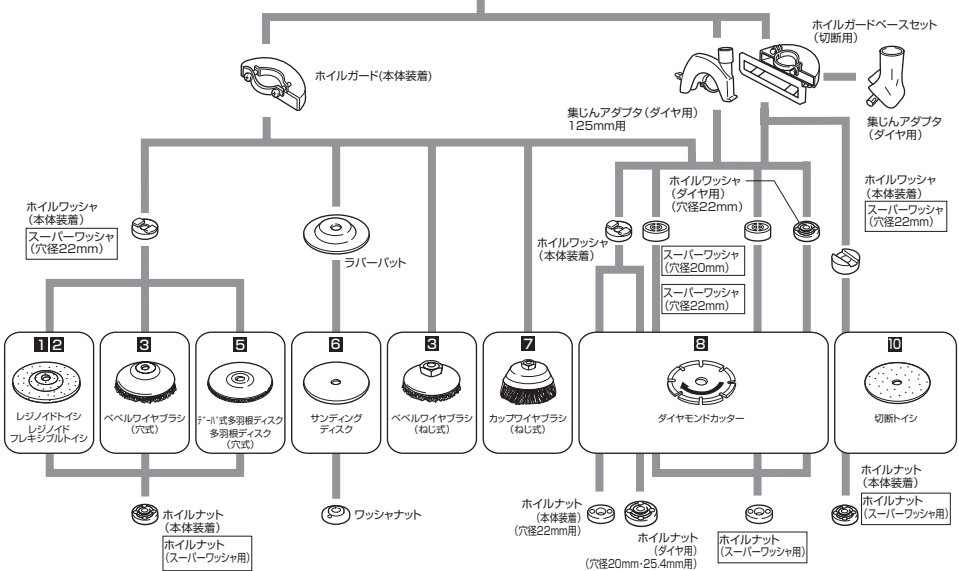 ホイルガードベースセット
(切断用)
ホイルガード(本体装着)
集じんアダプタ(ダイヤ用)
125mm用
集じんアダプタ
(ダイヤ用)
ホイルワッシャ
(本体装着)
スーパーワッシャ
(穴径22mm)
ラバーパット
ホイルワッシャ
(本体装着)
ホイルワッシャ
(ダイヤ用)
(穴径22mm)
スーパーワッシャ
(穴径20mm)
スーパーワッシャ
(穴径22mm)
ホイルワッシャ
(本体装着)
スーパーワッシャ
(穴径22mm)
1 2
レジノイドトイシ
レジノイド
フレキシブルトイシ
3
ベベルワイヤブラシ
(穴式)
5
テーパ式多羽根ディスク
多羽根ディスク
(穴式)
6
サンディング
ディスク
3
ベベルワイヤブラシ
(ねじ式)
7
カップワイヤブラシ
(ねじ式)
8
ダイヤモンドカッター
10
切断トイシ
ホイルナット
(本体装着)
ホイルナット
(スーパーワッシャ用)
ワッシャナット
ホイルナット
(本体装着)
(穴径22mm用)
ホイルナット
(ダイヤ用)
(穴径20mm・25.4mm用)
ホイルナット
(スーパーワッシャ用)
ホイルナット
(本体装着)
ホイルナット
(スーパーワッシャ用)